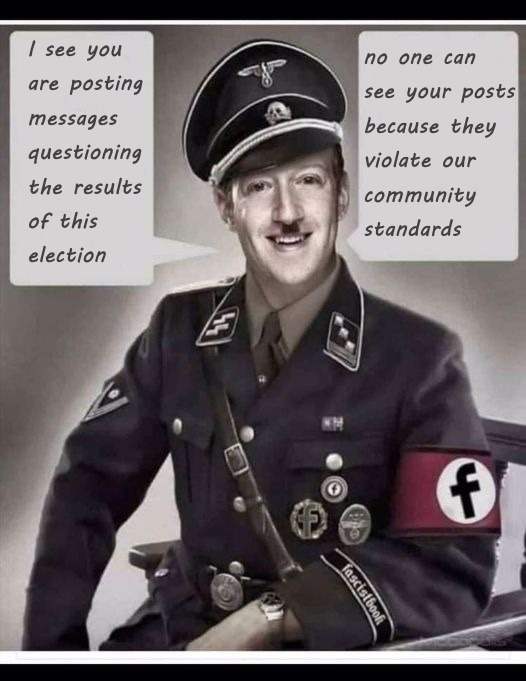 I see you
are posting
messages
questioning
the results
of this
election
no one can
see your posts
because they
violate our
community
standards
f
f
f
fascistbook